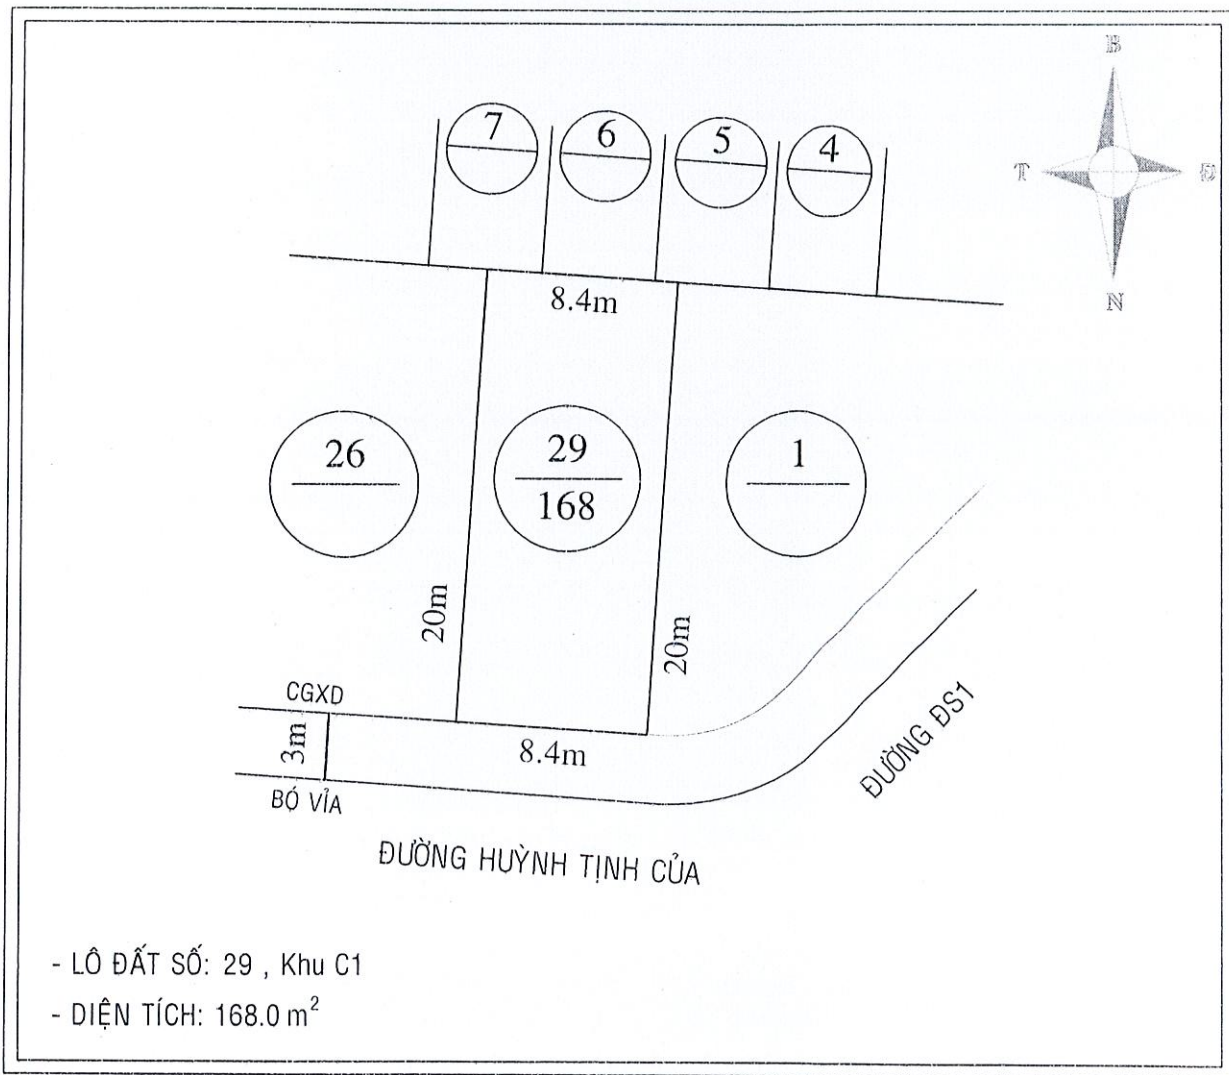 B
T
Đ
N
7
6
5
4
8.4m
26
29
168
1
20m
20m
CGXD
3m
8.4m
BÓ VỈA
ĐƯỜNG ĐS1
ĐƯỜNG HUỲNH TỊNH CỦA
- LÔ ĐẤT SỐ: 29 , Khu C1
- DIỆN TÍCH: 168.0 m²